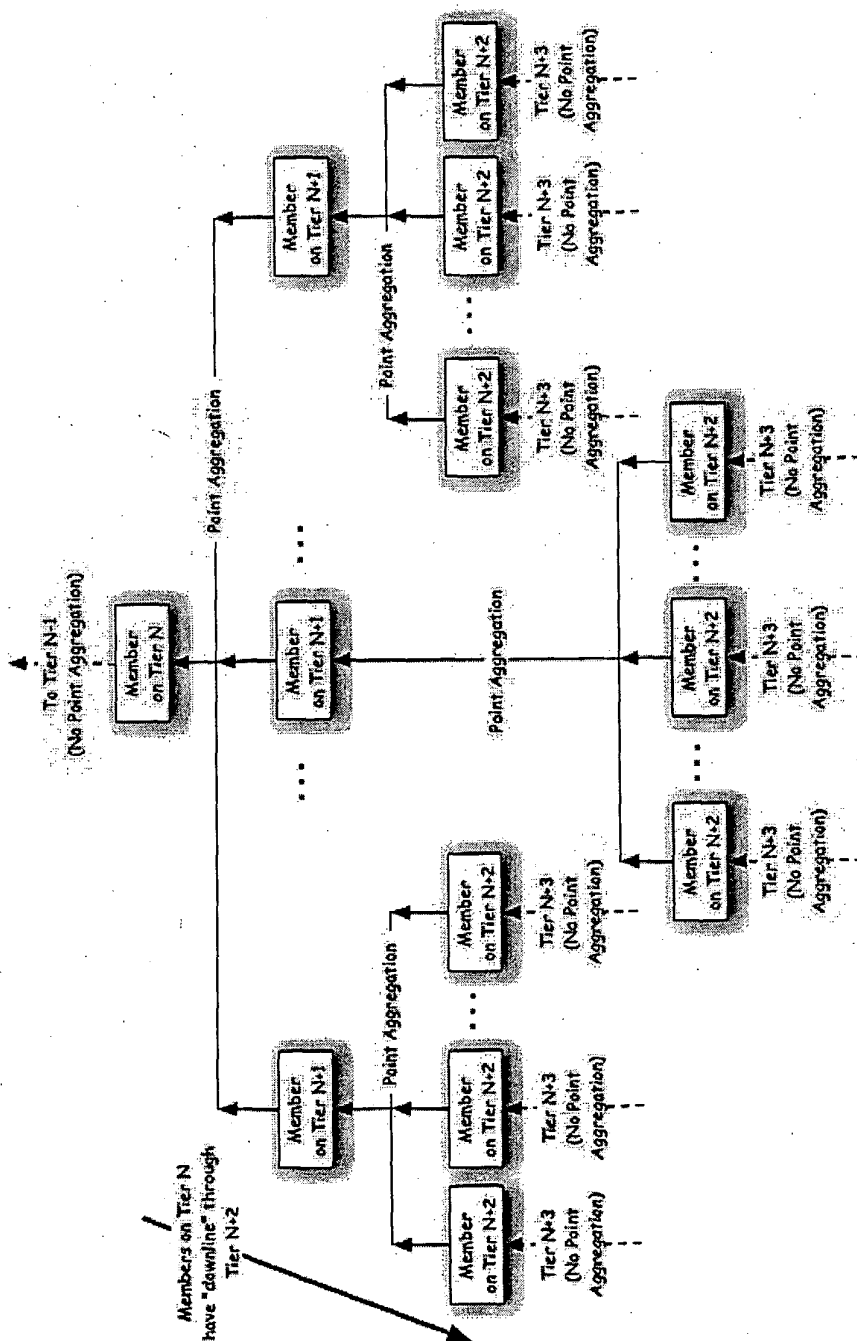 To Tier N-1
(No Point Aggregation)
Member
on Tier N
Members on Tier N
have "downline" through
Tier N+2
Point Aggregation
Member
on Tier N+1
...
Member
on Tier N+1
...
Member
on Tier N+1
Point Aggregation
Point Aggregation
Member
on Tier N+2
Member
on Tier N+2
...
Member
on Tier N+2
Point Aggregation
Member
on Tier N+2
...
Member
on Tier N+2
Member
on Tier N+2
Tier N+3
(No Point
Aggregation)
Tier N+3
(No Point
Aggregation)
Tier N+3
(No Point
Aggregation)
Tier N+3
(No Point
Aggregation)
Tier N+3
(No Point
Aggregation)
Tier N+3
(No Point
Aggregation)
Member
on Tier N+2
...
Member
on Tier N+2
...
Member
on Tier N+2
Tier N+3
(No Point
Aggregation)
Tier N+3
(No Point
Aggregation)
Tier N+3
(No Point
Aggregation)